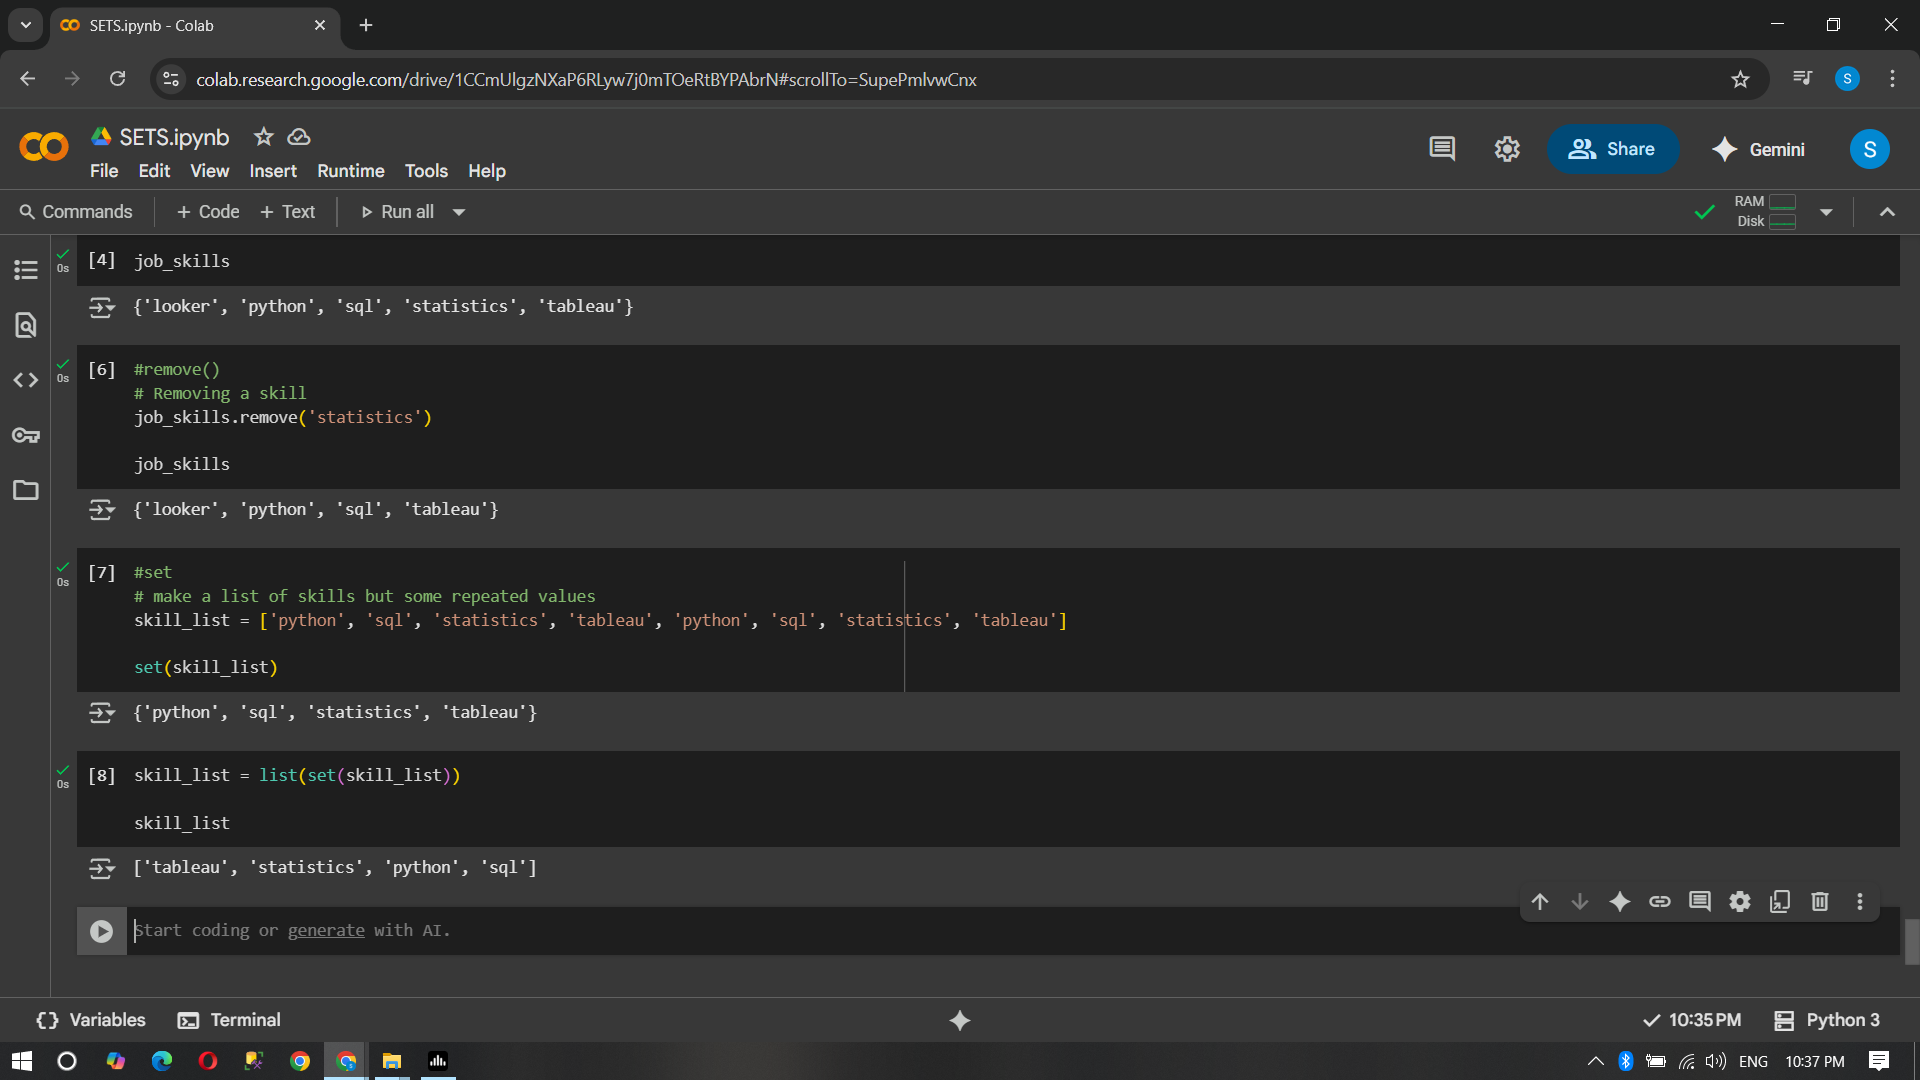 SETS.ipynb - Colab
colab.research.google.com/drive/1CCmUlgzNXaP6RLyw7j0mTOeRtBYPAbrN#scrollTo=SupePmlvwCnx
S
SETS.ipynb
File Edit View Insert Runtime Tools Help
Share
Gemini
S
Commands + Code + Text Run all
RAM
Disk
[4] job_skills
0s
{'looker', 'python', 'sql', 'statistics', 'tableau'}
[6] #remove()
0s
# Removing a skill
job_skills.remove('statistics')
job_skills
{'looker', 'python', 'sql', 'tableau'}
[7] #set
0s
# make a list of skills but some repeated values
skill_list = ['python', 'sql', 'statistics', 'tableau', 'python', 'sql', 'statistics', 'tableau']
set(skill_list)
{'python', 'sql', 'statistics', 'tableau'}
[8] skill_list = list(set(skill_list))
0s
skill_list
['tableau', 'statistics', 'python', 'sql']
Start coding or generate with AI.
{} Variables Terminal
10:35 PM Python 3
ENG 10:37 PM